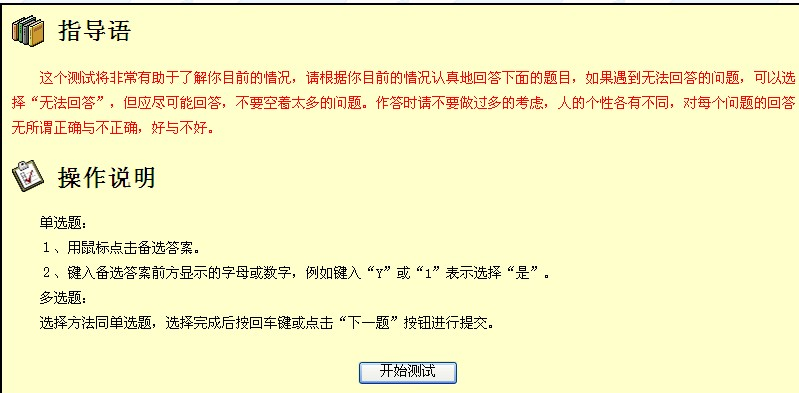 指导语
这个测试将非常有助于了解你目前的情况，请根据你目前的情况认真地回答下面的题目，如果遇到无法回答的问题，可以选
择“无法回答”，但应尽可能回答，不要空着太多的问题。作答时请不要做过多的考虑，人的个性各有不同，对每个问题的回答
无所谓正确与不正确，好与不好。
操作说明
单选题：
1、用鼠标点击备选答案。
2、键入备选答案前方显示的字母或数字，例如键入“Y”或“1”表示选择“是”。
多选题：
选择方法同单选题，选择完成后按回车键或点击“下一题”按钮进行提交。
开始测试